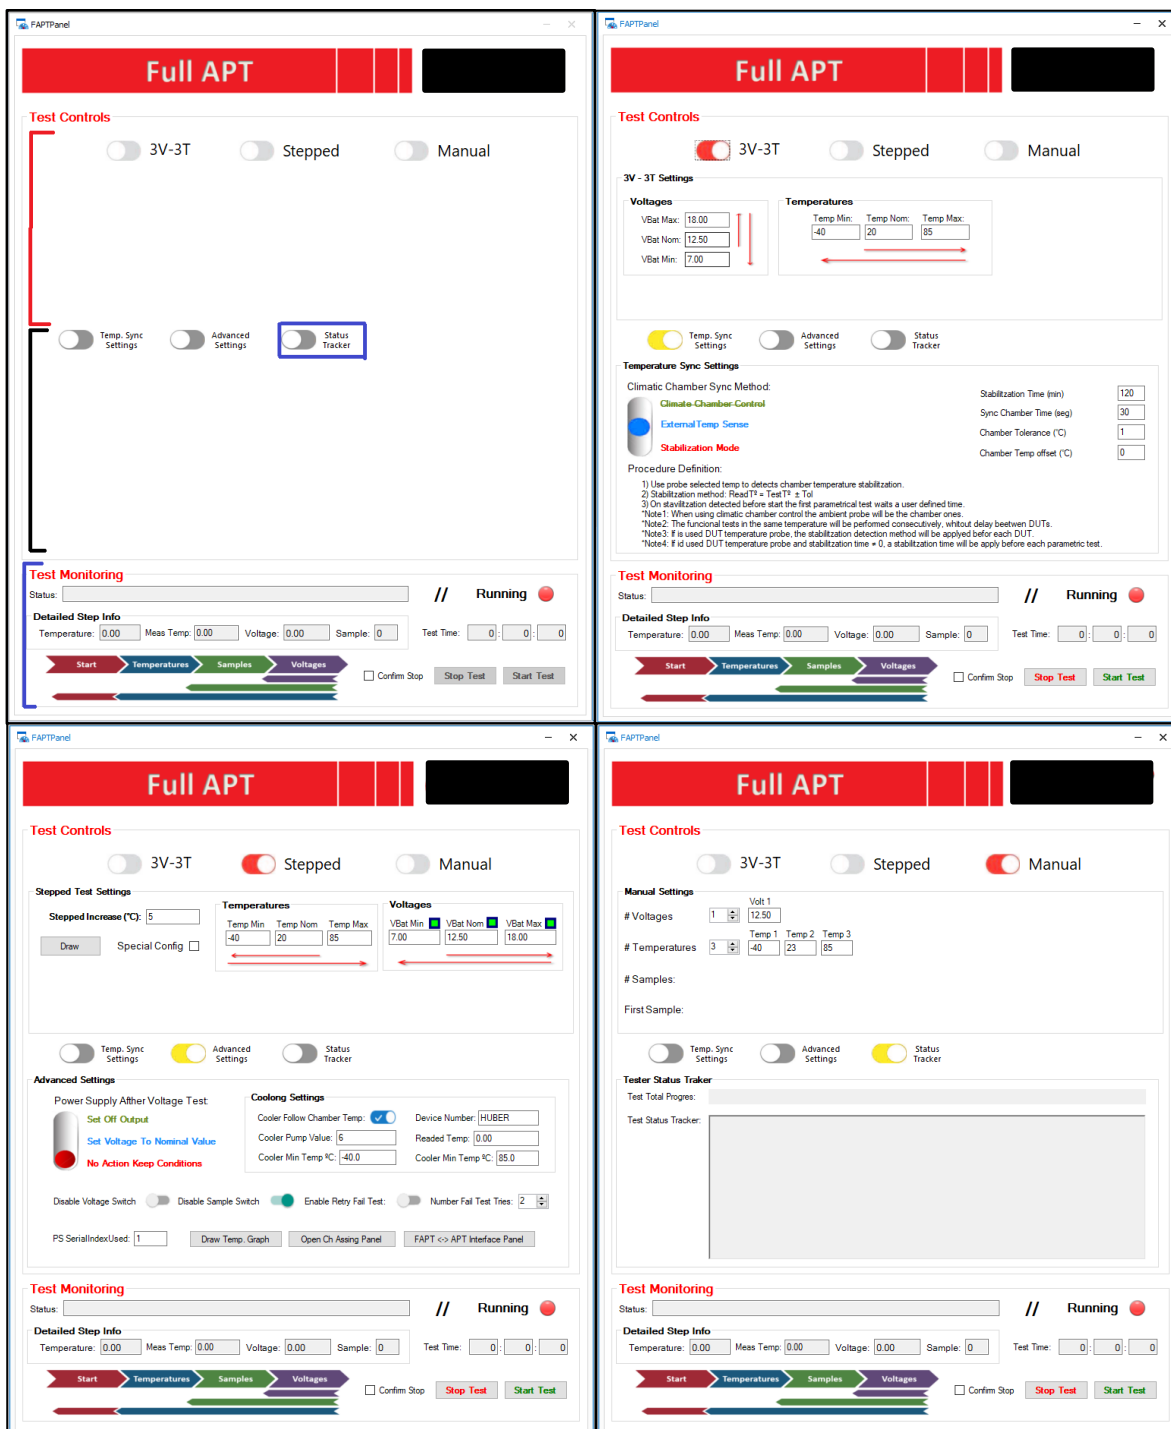 FAPTPanel
Full APT
Test Controls
3V-3T Stepped Manual
Temp. Sync Settings Advanced Settings Status Tracker
Test Monitoring
Status: // Running
Detailed Step Info
Temperature: 0.00 Meas Temp: 0.00 Voltage: 0.00 Sample: 0 Test Time: 0 : 0 : 0
Start Temperatures Samples Voltages
Confirm Stop Stop Test Start Test
FAPTPanel
Full APT
Test Controls
3V-3T Stepped Manual
3V - 3T Settings
Voltages Temperatures
VBat Max: 18.00 Temp Min: Temp Nom: Temp Max:
VBat Nom: 12.50 -40 20 85
VBat Min: 7.00
Temp. Sync Settings Advanced Settings Status Tracker
Temperature Sync Settings
Climatic Chamber Sync Method:
Climate Chamber Control
ExternalTemp Sense
Stabilization Mode
Stabilitzation Time (min) 120
Sync Chamber Time (seg) 30
Chamber Tolerance (°C) 1
Chamber Temp offset (°C) 0
Procedure Definition:
1) Use probe selected temp to detects chamber temperature stabilitzation.
2) Stabilitzation method: ReadTª = TestTª ± Tol
3) On stavilitzation detected before start the first parametrical test waits a user defined time.
*Note1: When using climatic chamber control the ambient probe will be the chamber ones.
*Note2: The funcional tests in the same temperature will be performed consecutively, whitout delay beetwen DUTs.
*Note3: If is used DUT temperature probe, the stabilitzation detection method will be applyed befor each DUT.
*Note4: If id used DUT temperature probe and stabilitzation time ≠ 0, a stabilitzation time will be apply before each parametric test.
Test Monitoring
Status: // Running
Detailed Step Info
Temperature: 0.00 Meas Temp: 0.00 Voltage: 0.00 Sample: 0 Test Time: 0 : 0 : 0
Start Temperatures Samples Voltages
Confirm Stop Stop Test Start Test
FAPTPanel
Full APT
Test Controls
3V-3T Stepped Manual
Stepped Test Settings
Stepped Increase (°C): 5
Draw Special Config
Temperatures
Temp Min Temp Nom Temp Max
-40 20 85
Voltages
VBat Min VBat Nom VBat Max
7.00 12.50 18.00
Temp. Sync Settings Advanced Settings Status Tracker
Advanced Settings
Power Supply Afther Voltage Test:
Set Off Output
Set Voltage To Nominal Value
No Action Keep Conditions
Coolong Settings
Cooler Follow Chamber Temp: Device Number: HUBER
Cooler Pump Value: 6 Readed Temp: 0.00
Cooler Min Temp ºC: -40.0 Cooler Min Temp ºC: 85.0
Disable Voltage Switch Disable Sample Switch Enable Retry Fail Test: Number Fail Test Tries: 2
PS SerialIndexUsed: 1 Draw Temp. Graph Open Ch Assing Panel FAPT <-> APT Interface Panel
Test Monitoring
Status: // Running
Detailed Step Info
Temperature: 0.00 Meas Temp: 0.00 Voltage: 0.00 Sample: 0 Test Time: 0 : 0 : 0
Start Temperatures Samples Voltages
Confirm Stop Stop Test Start Test
FAPTPanel
Full APT
Test Controls
3V-3T Stepped Manual
Manual Settings
Volt 1
# Voltages 1 12.50
Temp 1 Temp 2 Temp 3
# Temperatures 3 -40 23 85
# Samples:
First Sample:
Temp. Sync Settings Advanced Settings Status Tracker
Tester Status Traker
Test Total Progres:
Test Status Tracker:
Test Monitoring
Status: // Running
Detailed Step Info
Temperature: 0.00 Meas Temp: 0.00 Voltage: 0.00 Sample: 0 Test Time: 0 : 0 : 0
Start Temperatures Samples Voltages
Confirm Stop Stop Test Start Test